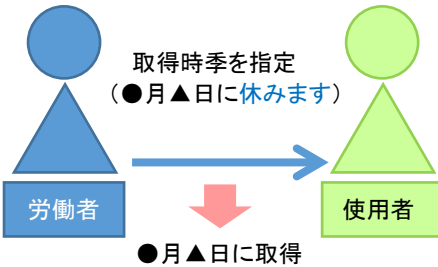 取得時季を指定
（●月▲日に休みます）
労働者
使用者
●月▲日に取得